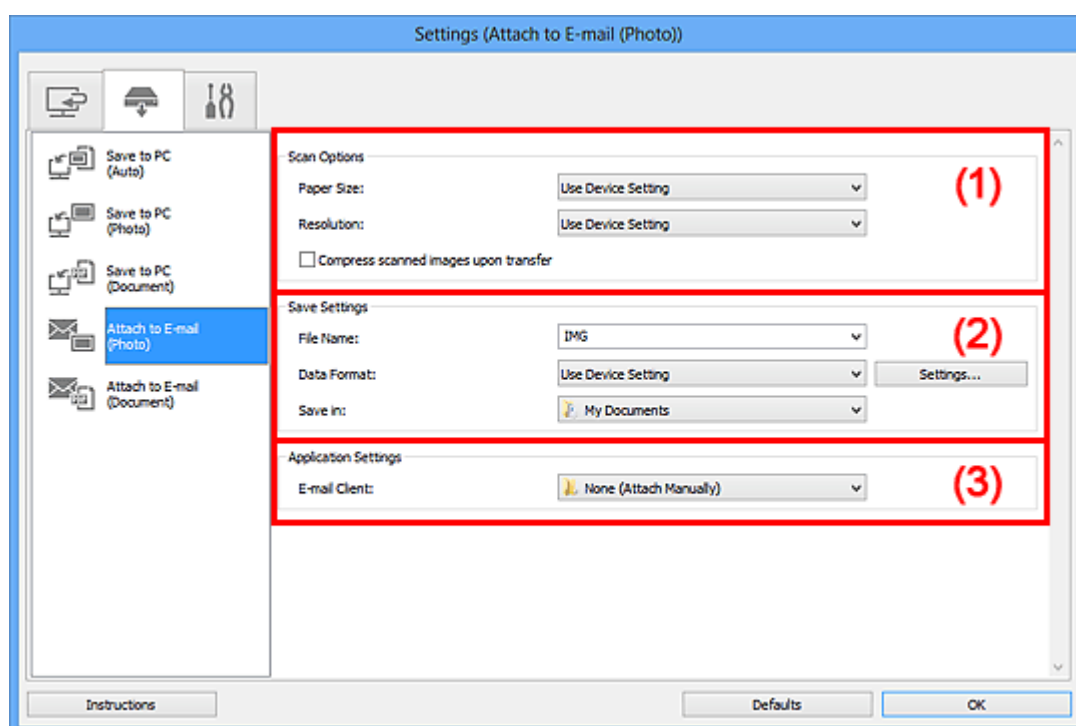 Settings (Attach to E-mail (Photo))
Save to PC
(Auto)
Save to PC
(Photo)
Save to PC
(Document)
Attach to E-mail
(Photo)
Attach to E-mail
(Document)
Scan Options
(1)
Paper Size: Use Device Setting
Resolution: Use Device Setting
Compress scanned images upon transfer
Save Settings
(2)
File Name: IMG
Data Format: Use Device Setting Settings...
Save in: My Documents
Application Settings
(3)
E-mail Client: None (Attach Manually)
Instructions Defaults OK